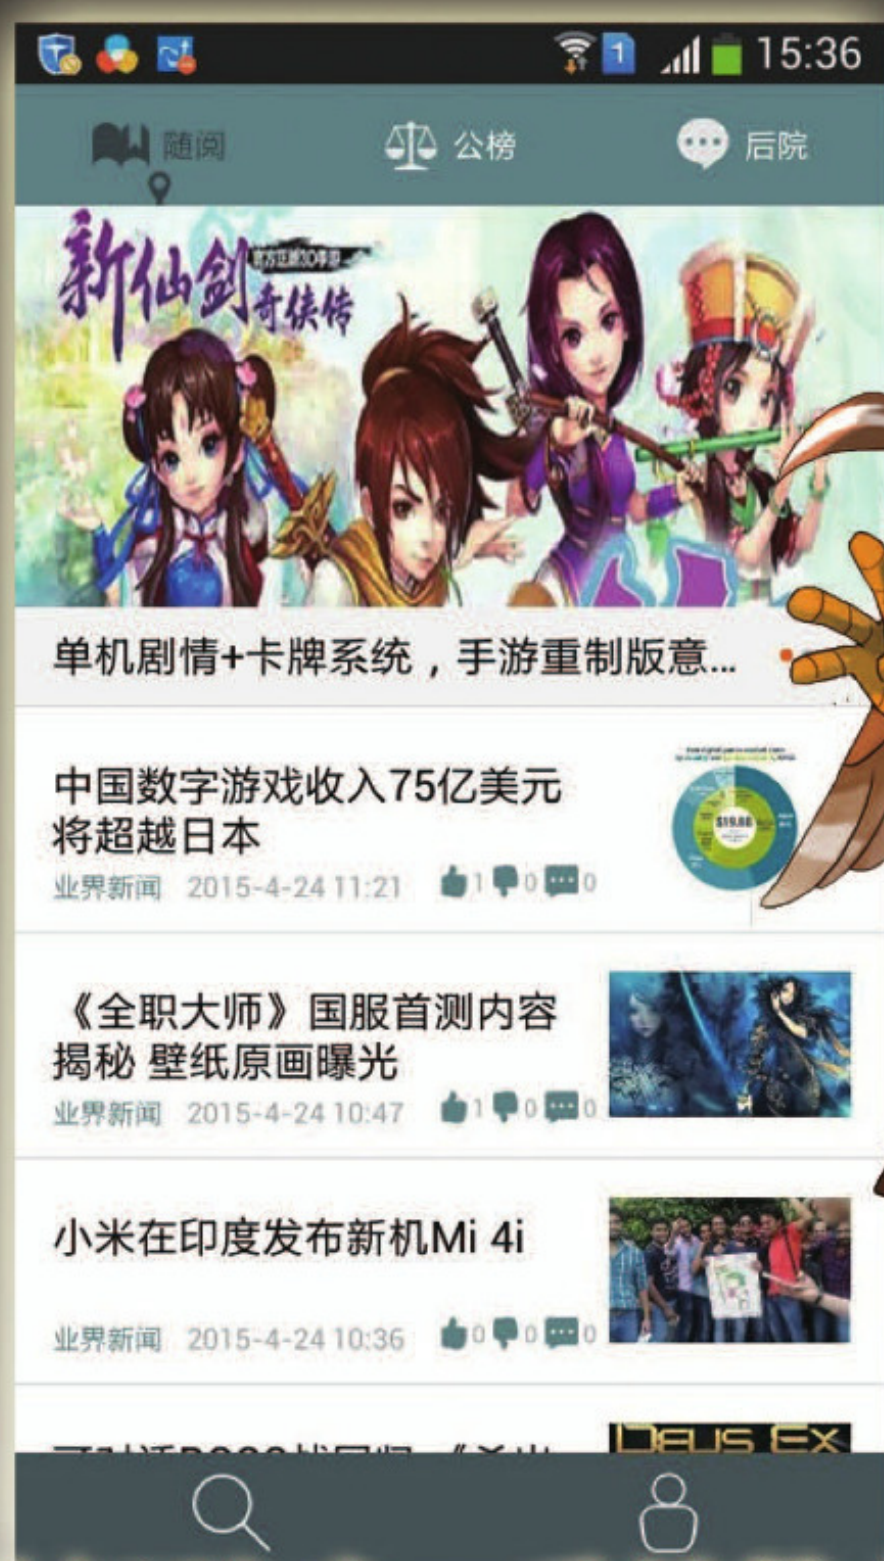 15:36
随阅
公榜
后院
新仙剑
奇侠传
单机剧情+卡牌系统，手游重制版意...
中国数字游戏收入75亿美元
将超越日本
业界新闻 2015-4-24 11:21 1 0 0
《全职大师》国服首测内容
揭秘 壁纸原画曝光
业界新闻 2015-4-24 10:47 1 0 0
小米在印度发布新机Mi 4i
业界新闻 2015-4-24 10:36 0 0 0
DEUS EX